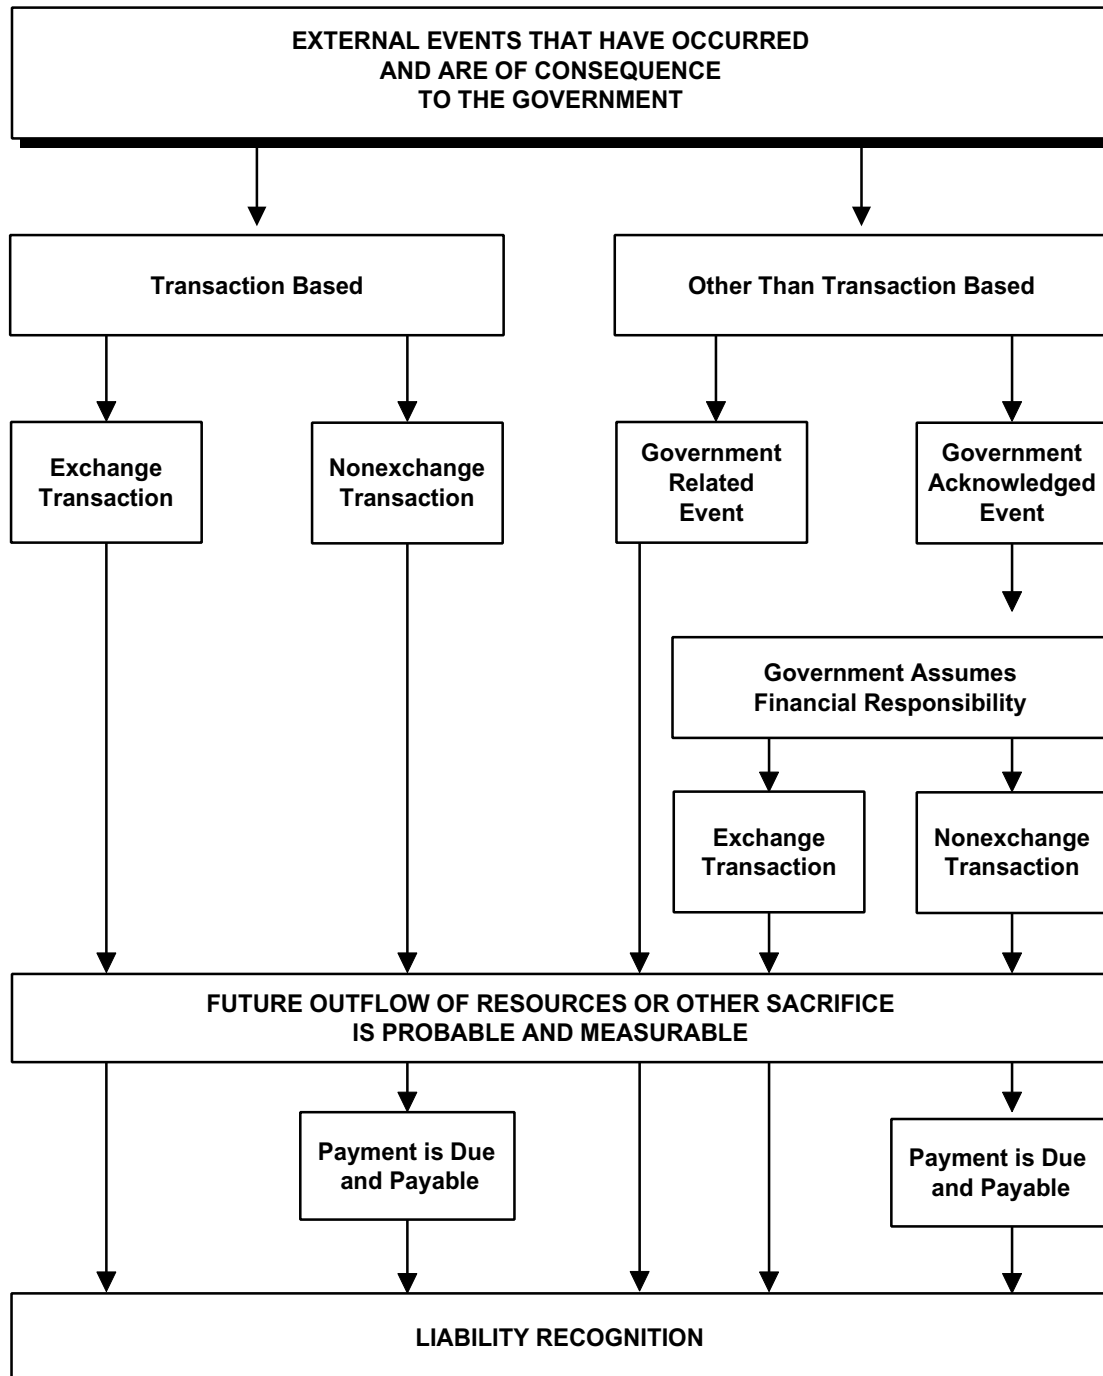 EXTERNAL EVENTS THAT HAVE OCCURRED
AND ARE OF CONSEQUENCE
TO THE GOVERNMENT
Transaction Based
Other Than Transaction Based
Exchange
Transaction
Nonexchange
Transaction
Government
Related
Event
Government
Acknowledged
Event
Government Assumes
Financial Responsibility
Exchange
Transaction
Nonexchange
Transaction
FUTURE OUTFLOW OF RESOURCES OR OTHER SACRIFICE
IS PROBABLE AND MEASURABLE
Payment is Due
and Payable
Payment is Due
and Payable
LIABILITY RECOGNITION